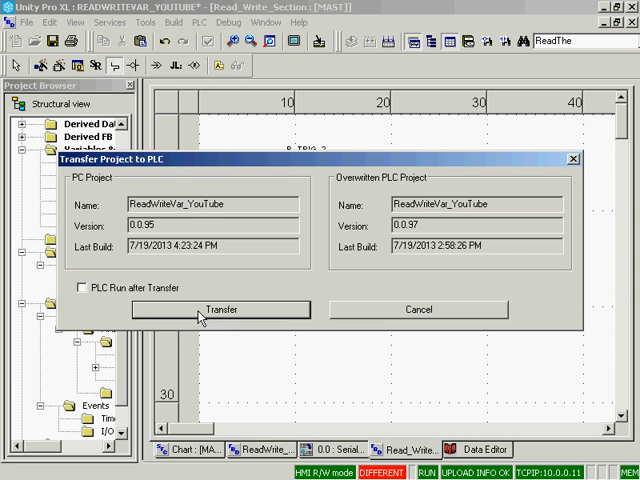 Unity Pro XL : READWRITEVAR_YOUTUBE* - [Read_Write_Section : [MAST]]
File Edit View Services Tools Build PLC Debug Window Help
ReadThe
Project Browser
Structural view
10 20 30 40
Derived Dat
Derived FB
Variables &
R_TRIG_2
Transfer Project to PLC
PC Project
Overwritten PLC Project
Name: ReadWriteVar_YouTube
Name: ReadWriteVar_YouTube
Version: 0.0.95
Version: 0.0.97
Last Build: 7/19/2013 4:23:24 PM
Last Build: 7/19/2013 2:58:26 PM
PLC Run after Transfer
Transfer
Cancel
30
Events
Time
I/O
Chart : [MA... ReadWrite_... 0.0 : Serial... Read_Write... Data Editor
HMI R/W mode DIFFERENT RUN UPLOAD INFO OK TCPIP:10.0.0.11 MEM